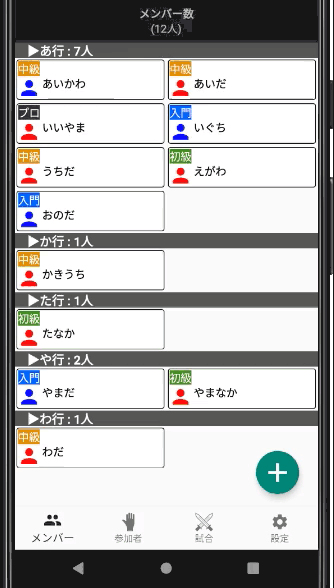 メンバー数
(12人)
▶あ行 : 7人
中級
あいかわ
中級
あいだ
プロ
いいやま
入門
いぐち
中級
うちだ
初級
えがわ
入門
おのだ
▶か行 : 1人
中級
かきうち
▶た行 : 1人
初級
たなか
▶や行 : 2人
入門
やまだ
初級
やまなか
▶わ行 : 1人
中級
わだ
メンバー
参加者
試合
設定